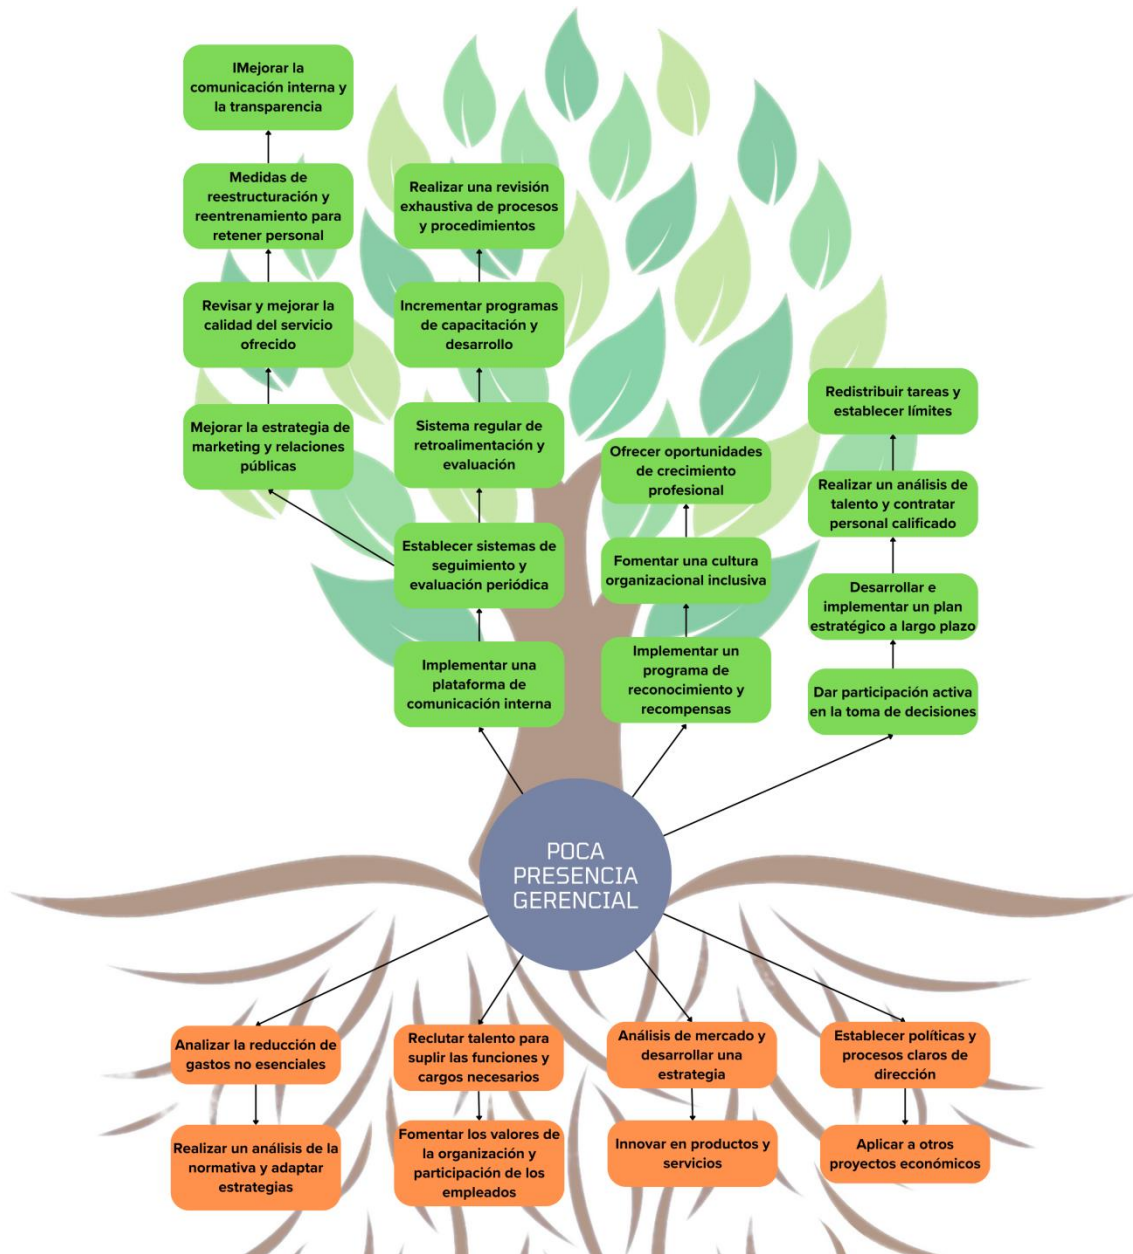 IMejorar la
comunicación interna y
la transparencia
Medidas de
reestructuración y
reentrenamiento para
retener personal
Realizar una revisión
exhaustiva de procesos
y procedimientos
Revisar y mejorar la
calidad del servicio
ofrecido
Incrementar programas
de capacitación y
desarrollo
Redistribuir tareas y
establecer límites
Mejorar la estrategia de
marketing y relaciones
públicas
Sistema regular de
retroalimentación y
evaluación
Ofrecer oportunidades
de crecimiento
profesional
Realizar un análisis de
talento y contratar
personal calificado
Establecer sistemas de
seguimiento y
evaluación periódica
Fomentar una cultura
organizacional inclusiva
Desarrollar e
implementar un plan
estratégico a largo plazo
Implementar una
plataforma de
comunicación interna
Implementar un
programa de
reconocimiento y
recompensas
Dar participación activa
en la toma de decisiones
POCA
PRESENCIA
GERENCIAL
Analizar la reducción de
gastos no esenciales
Reclutar talento para
suplir las funciones y
cargos necesarios
Análisis de mercado y
desarrollar una
estrategia
Establecer políticas y
procesos claros de
dirección
Realizar un análisis de la
normativa y adaptar
estrategias
Fomentar los valores de
la organización y
participación de los
empleados
Innovar en productos y
servicios
Aplicar a otros
proyectos económicos